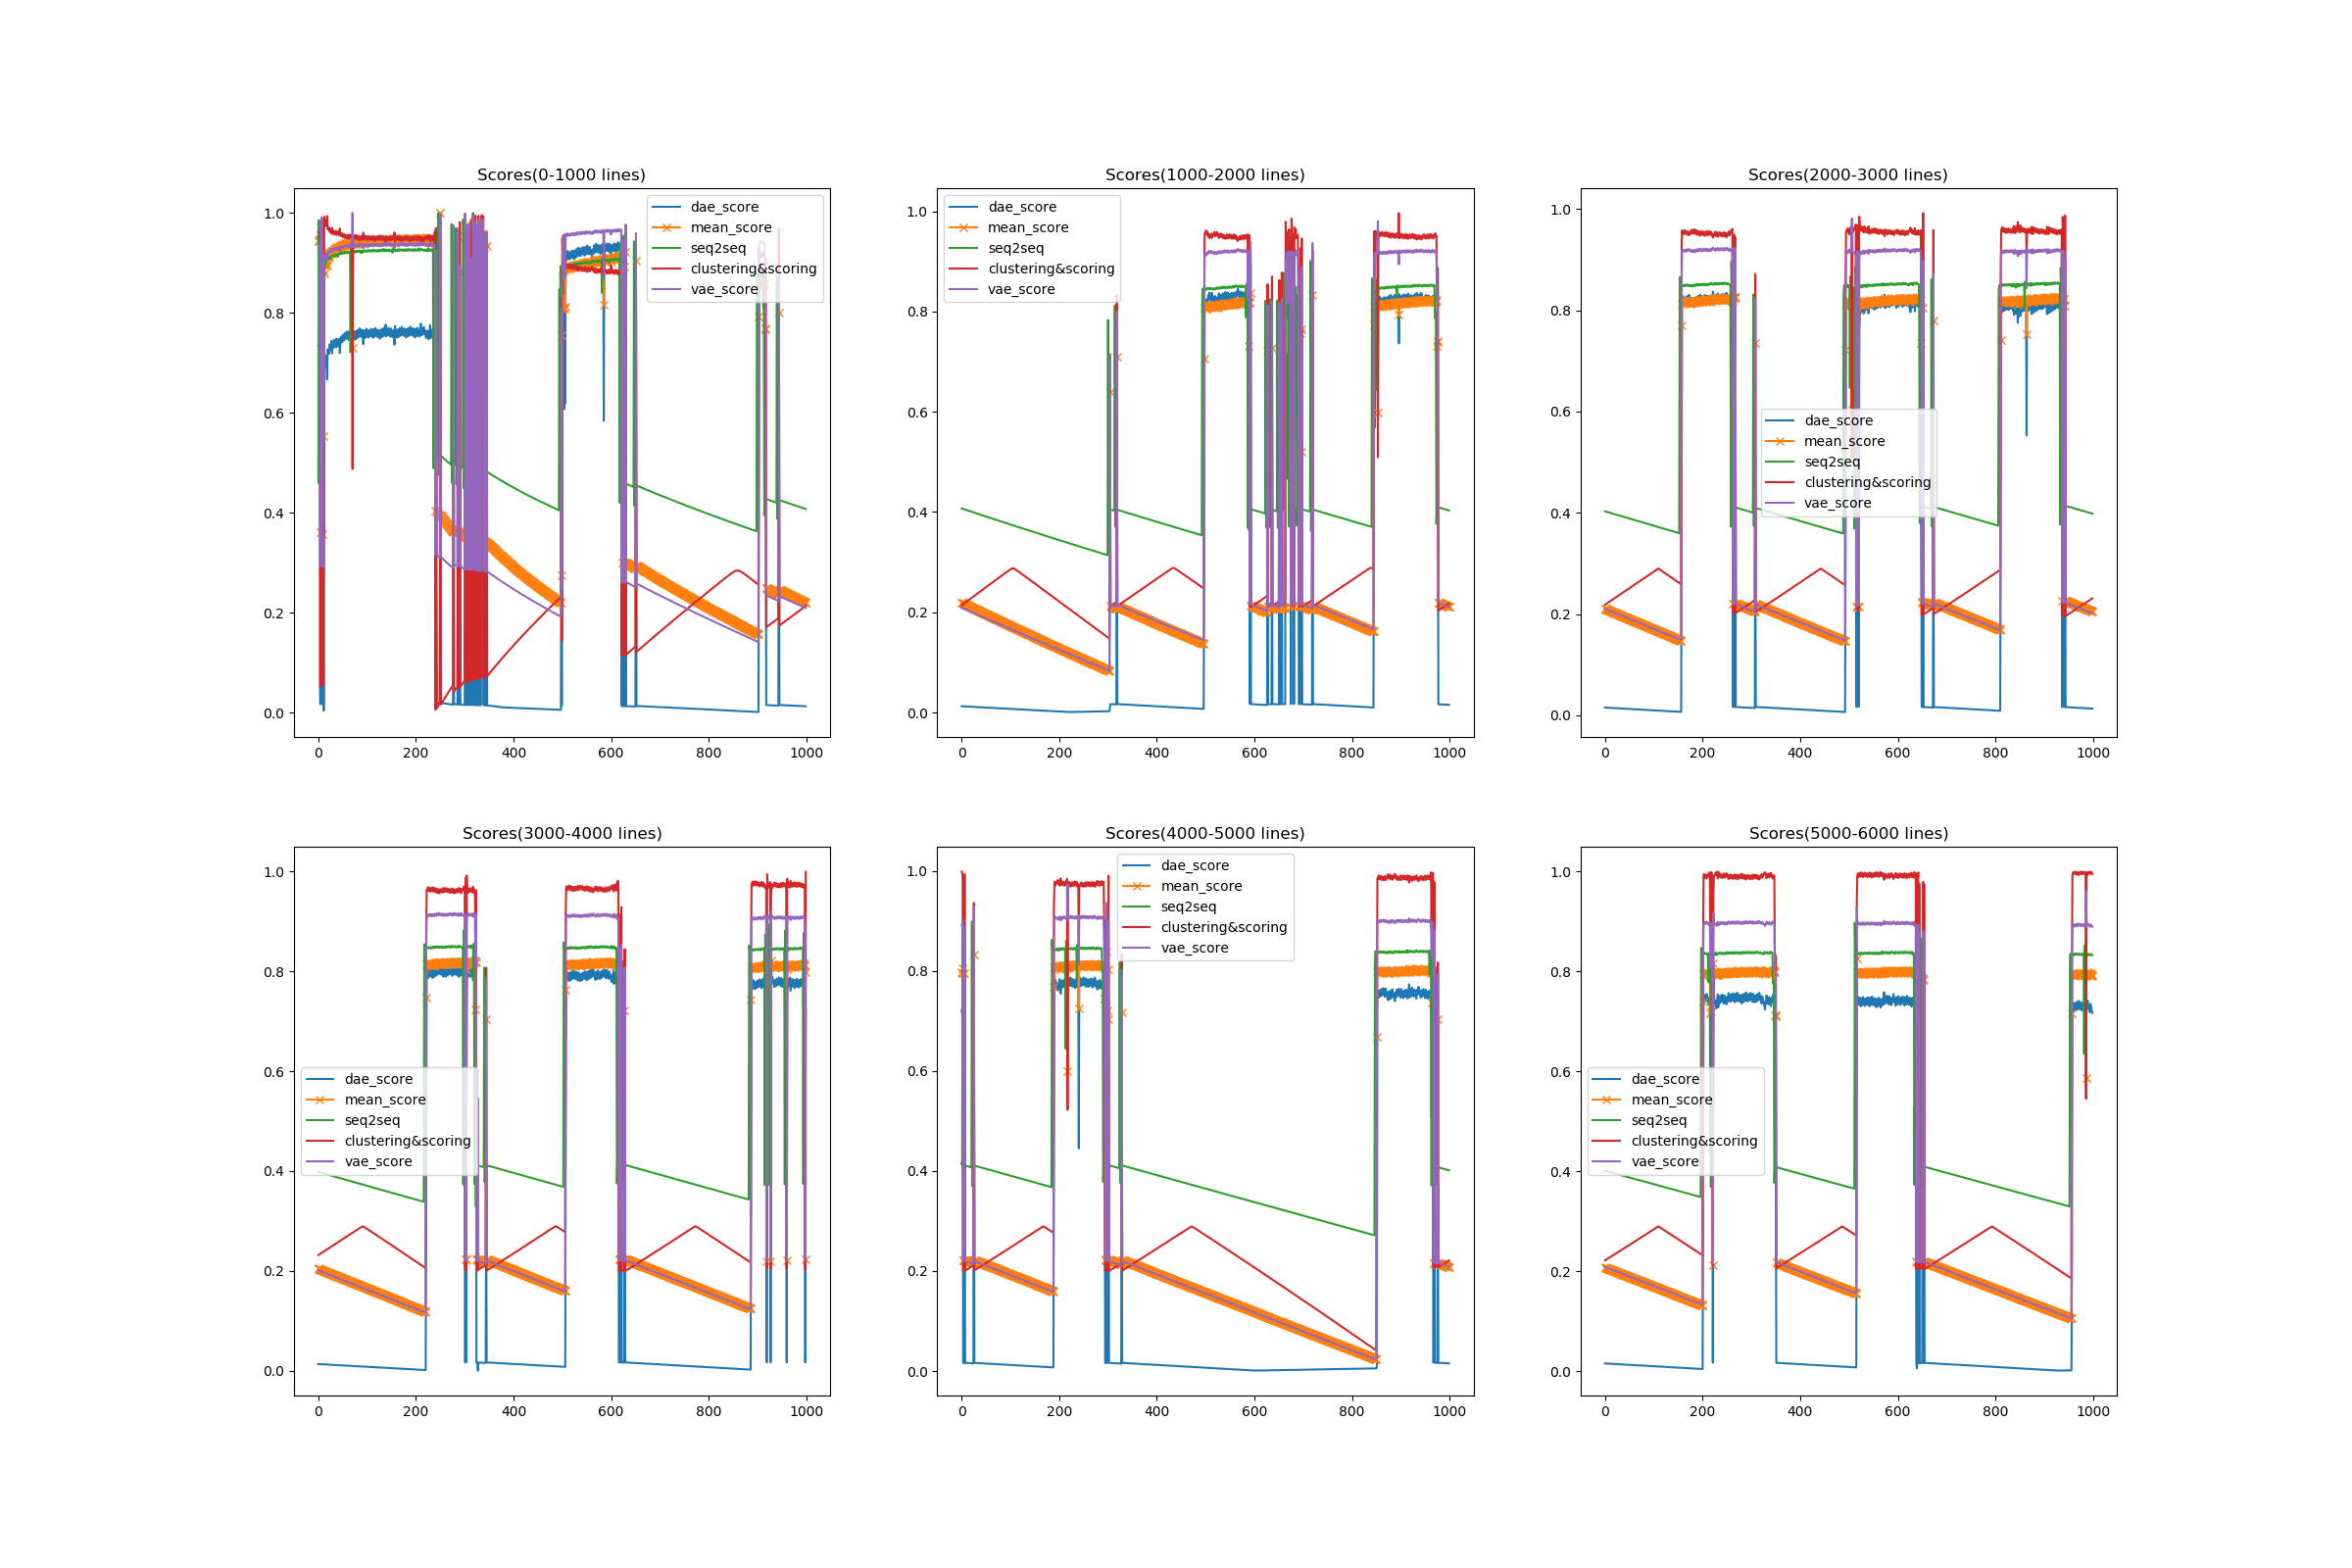 Scores(0-1000 lines)
1.0
0.8
0.6
0.4
0.2
0.0
0 200 400 600 800 1000
dae_score
mean_score
seq2seq
clustering&scoring
vae_score
Scores(1000-2000 lines)
1.0
0.8
0.6
0.4
0.2
0.0
0 200 400 600 800 1000
dae_score
mean_score
seq2seq
clustering&scoring
vae_score
Scores(2000-3000 lines)
1.0
0.8
0.6
0.4
0.2
0.0
0 200 400 600 800 1000
dae_score
mean_score
seq2seq
clustering&scoring
vae_score
Scores(3000-4000 lines)
1.0
0.8
0.6
0.4
0.2
0.0
0 200 400 600 800 1000
dae_score
mean_score
seq2seq
clustering&scoring
vae_score
Scores(4000-5000 lines)
1.0
0.8
0.6
0.4
0.2
0.0
0 200 400 600 800 1000
dae_score
mean_score
seq2seq
clustering&scoring
vae_score
Scores(5000-6000 lines)
1.0
0.8
0.6
0.4
0.2
0.0
0 200 400 600 800 1000
dae_score
mean_score
seq2seq
clustering&scoring
vae_score